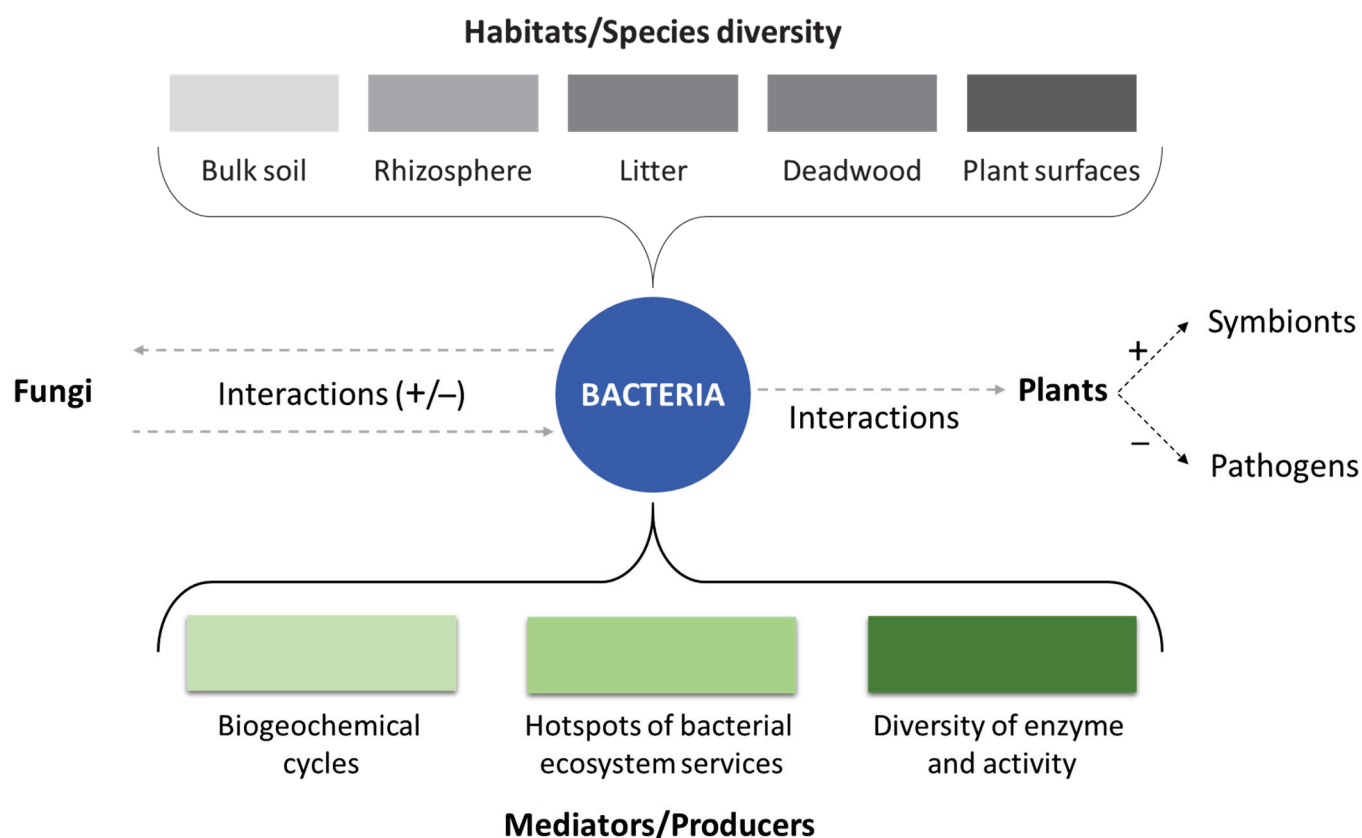 Habitats/Species diversity
Bulk soil
Rhizosphere
Litter
Deadwood
Plant surfaces
Fungi
Interactions (+/–)
BACTERIA
Interactions
Plants
+
–
Symbionts
Pathogens
Biogeochemical
cycles
Hotspots of bacterial
ecosystem services
Diversity of enzyme
and activity
Mediators/Producers